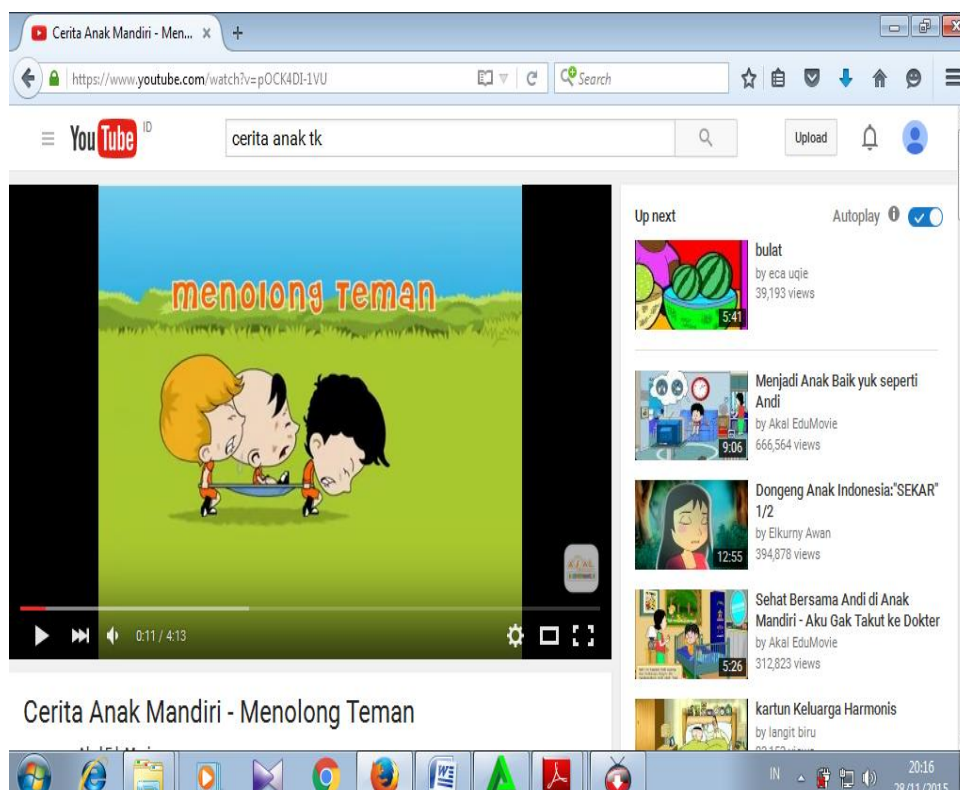 Cerita Anak Mandiri - Men... ×
https://www.youtube.com/watch?v=pOCK4DI-1VU
Search
YouTube ID
cerita anak tk
Upload
menolong Teman
0:11 / 4:13
Cerita Anak Mandiri - Menolong Teman
Up next
Autoplay
bulat
by eca uqie
39,193 views
5:41
Menjadi Anak Baik yuk seperti
Andi
by Akal EduMovie
666,564 views
9:06
Dongeng Anak Indonesia:"SEKAR"
1/2
by Elkurny Awan
394,878 views
12:55
Sehat Bersama Andi di Anak
Mandiri - Aku Gak Takut ke Dokter
by Akal EduMovie
312,823 views
5:26
kartun Keluarga Harmonis
by langit biru
IN
20:16
28/11/2015